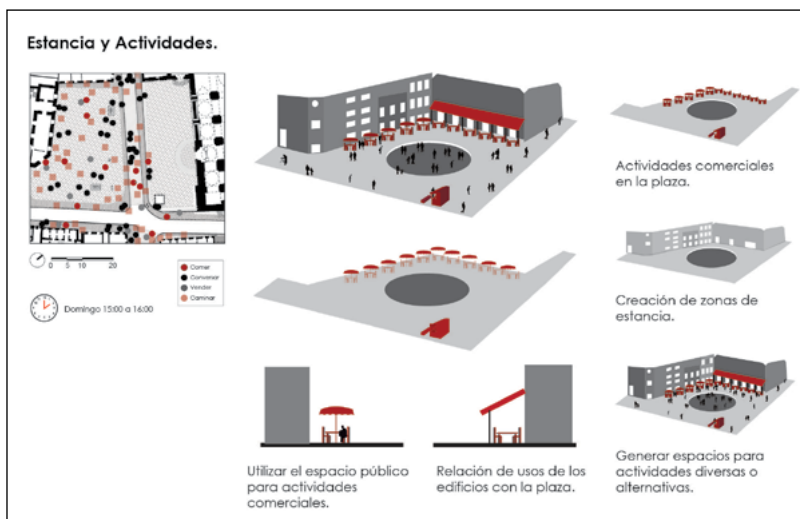 Estancia y Actividades.
0 5 10 20
Comer
Conversar
Vender
Caminar
Domingo 15:00 a 16:00
Actividades comerciales
en la plaza.
Creación de zonas de
estancia.
Utilizar el espacio público
para actividades
comerciales.
Relación de usos de los
edificios con la plaza.
Generar espacios para
actividades diversas o
alternativas.